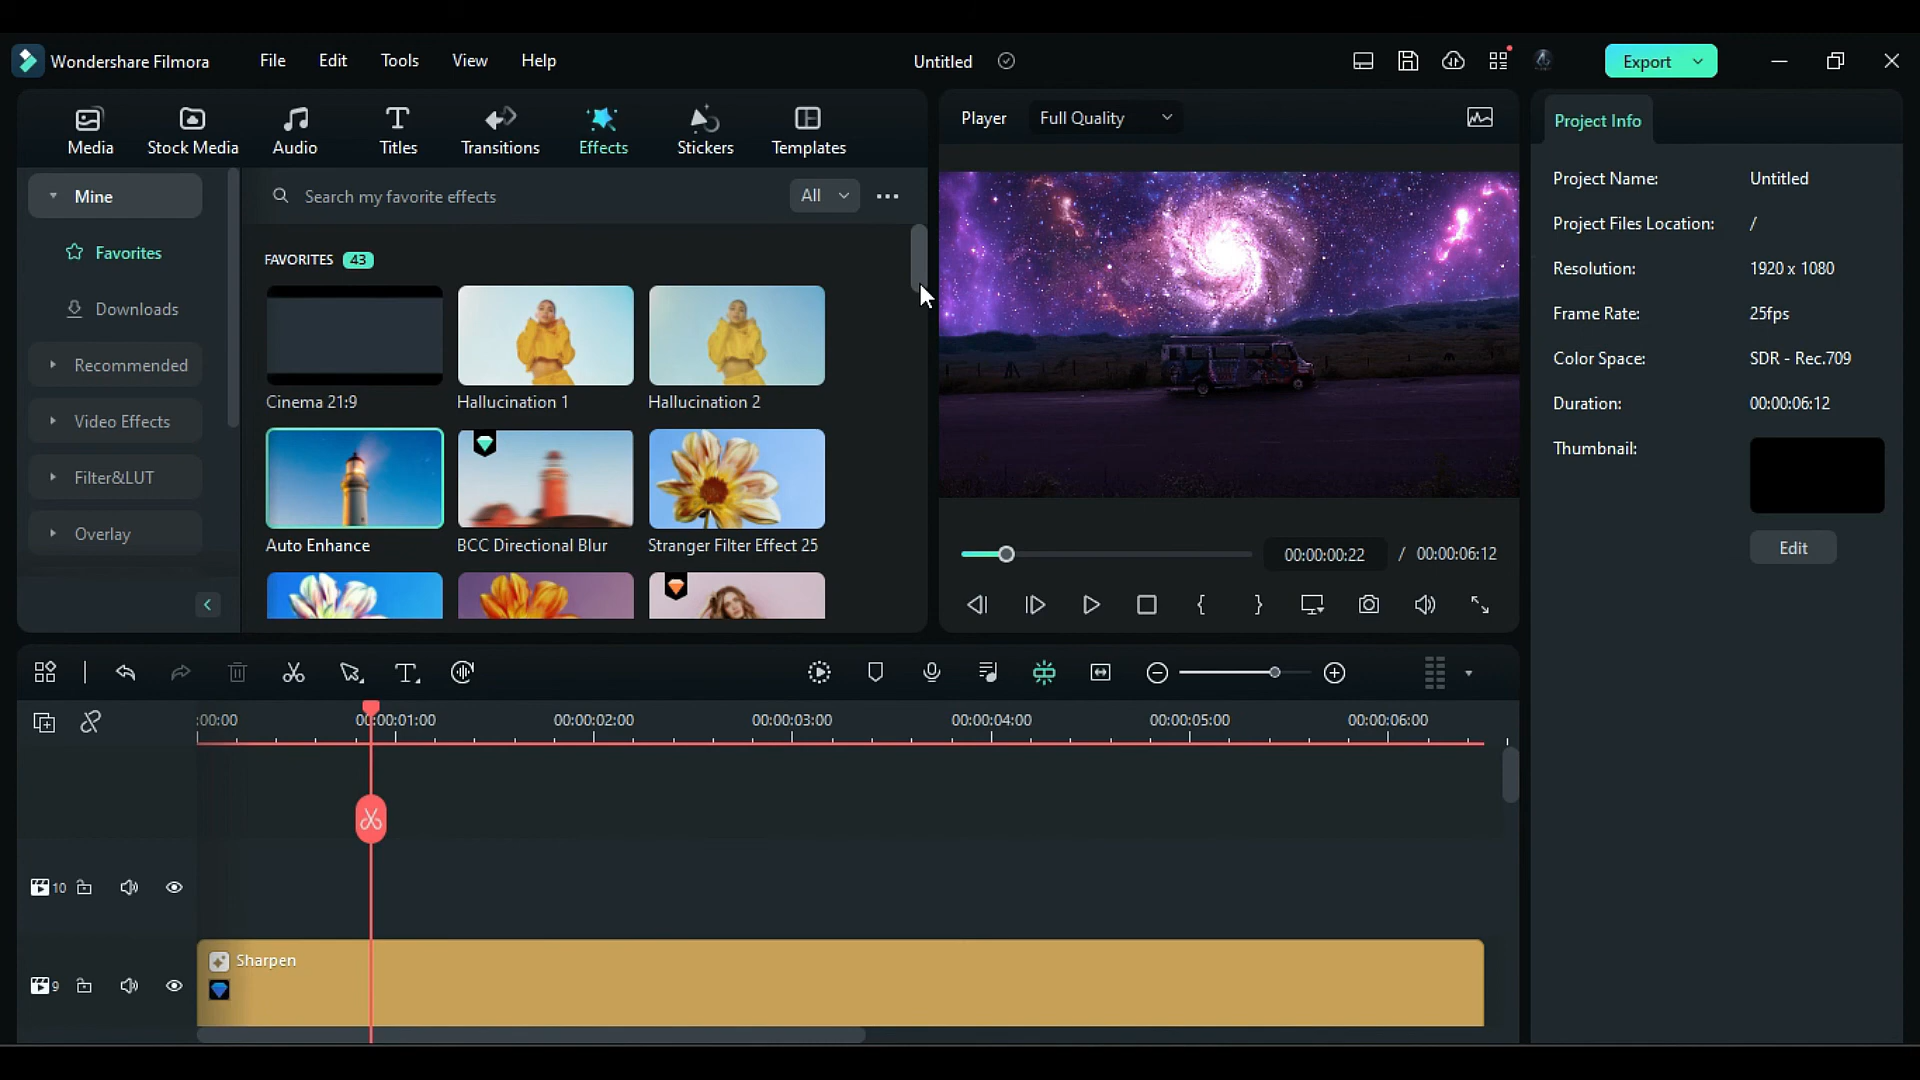 Wondershare Filmora File Edit Tools View Help Untitled Export
Media Stock Media Audio Titles Transitions Effects Stickers Templates
Mine
Favorites
Downloads
Recommended
Video Effects
Filter&LUT
Overlay
Search my favorite effects All
FAVORITES 43
Cinema 21:9 Hallucination 1 Hallucination 2
Auto Enhance BCC Directional Blur Stranger Filter Effect 25
Player Full Quality
00:00:00:22 / 00:00:06:12
Project Info
Project Name: Untitled
Project Files Location: /
Resolution: 1920 x 1080
Frame Rate: 25fps
Color Space: SDR - Rec.709
Duration: 00:00:06:12
Thumbnail:
Edit
:00:00 00:00:01:00 00:00:02:00 00:00:03:00 00:00:04:00 00:00:05:00 00:00:06:00
10
9 Sharpen